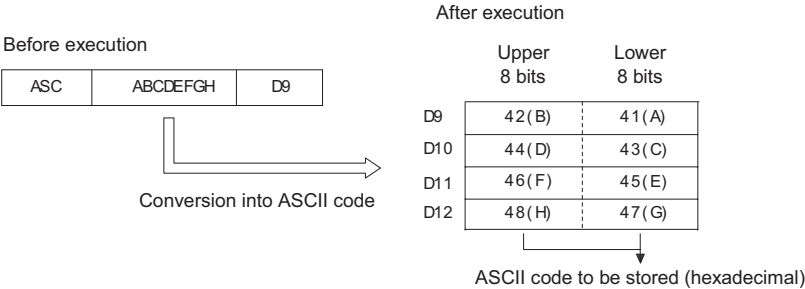 Before execution
ASC ABCDEFGH D9
Conversion into ASCII code
After execution
Upper 8 bits Lower 8 bits
D9 42(B) 41(A)
D10 44(D) 43(C)
D11 46(F) 45(E)
D12 48(H) 47(G)
ASCII code to be stored (hexadecimal)